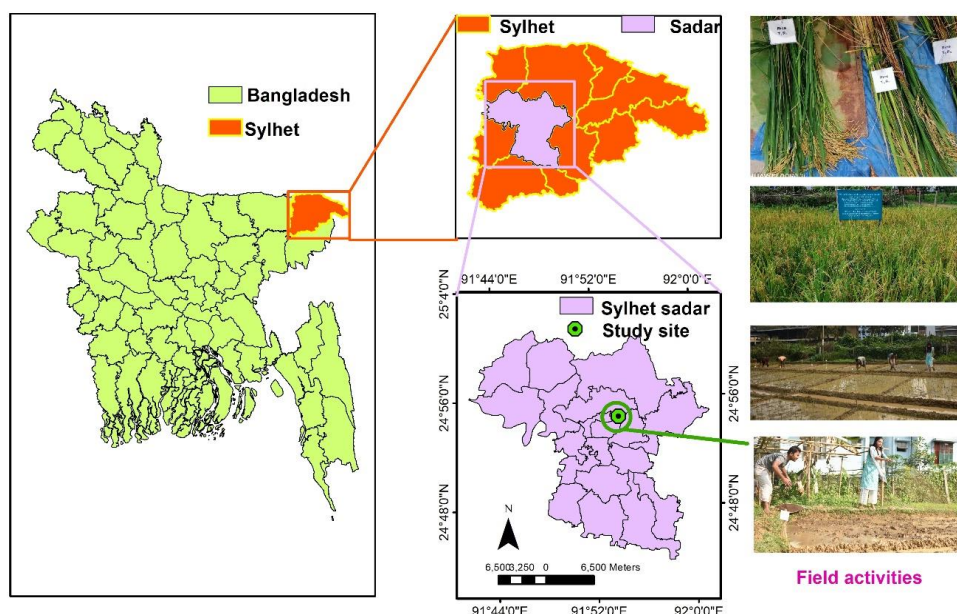 Bangladesh
Sylhet
Sylhet
Sadar
91°44'0"E
91°52'0"E
92°0'0"E
25°4'0"N
24°56'0"N
24°48'0"N
Sylhet sadar
Study site
24°56'0"N
24°48'0"N
N
6,5003,250 0 6,500 Meters
91°44'0"E
91°52'0"E
92°0'0"E
Field activities